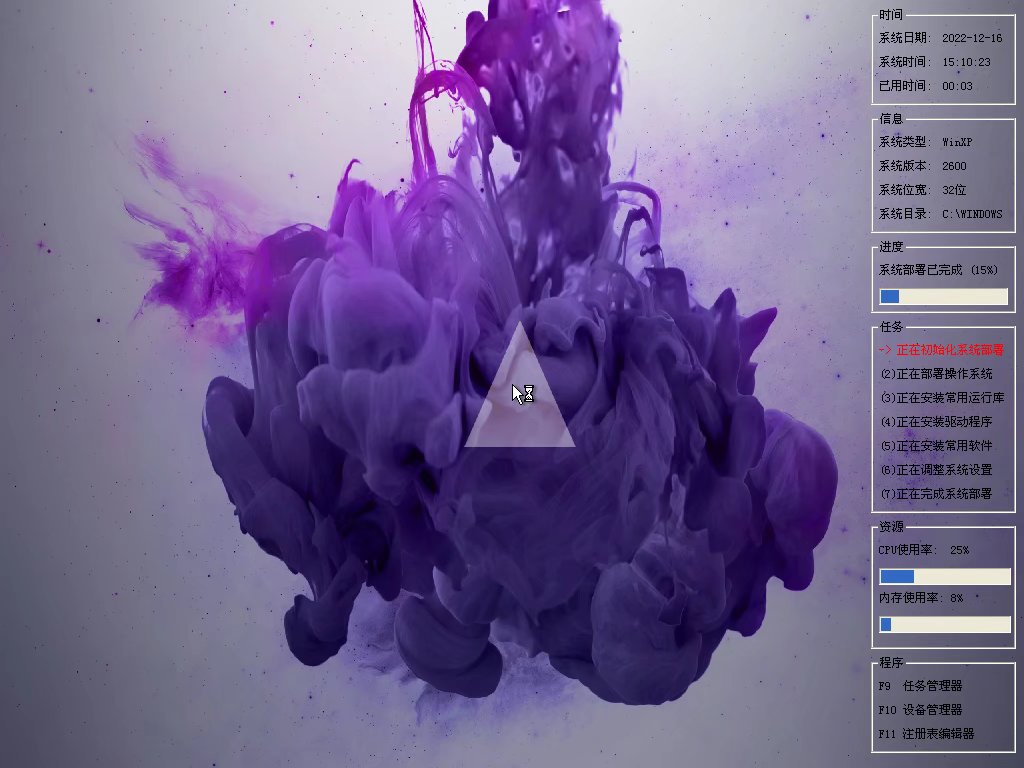 时间
系统日期: 2022-12-16
系统时间: 15:10:23
已用时间: 00:03
信息
系统类型: WinXP
系统版本: 2600
系统位宽: 32位
系统目录: C:\WINDOWS
进度
系统部署已完成 (15%)
任务
-> 正在初始化系统部署
(2)正在部署操作系统
(3)正在安装常用运行库
(4)正在安装驱动程序
(5)正在安装常用软件
(6)正在调整系统设置
(7)正在完成系统部署
资源
CPU使用率: 25%
内存使用率: 8%
程序
F9 任务管理器
F10 设备管理器
F11 注册表编辑器